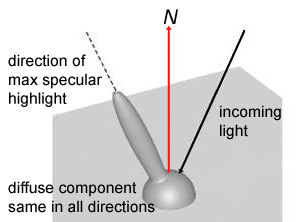 N
direction of
max specular
highlight
incoming
light
diffuse component
same in all directions